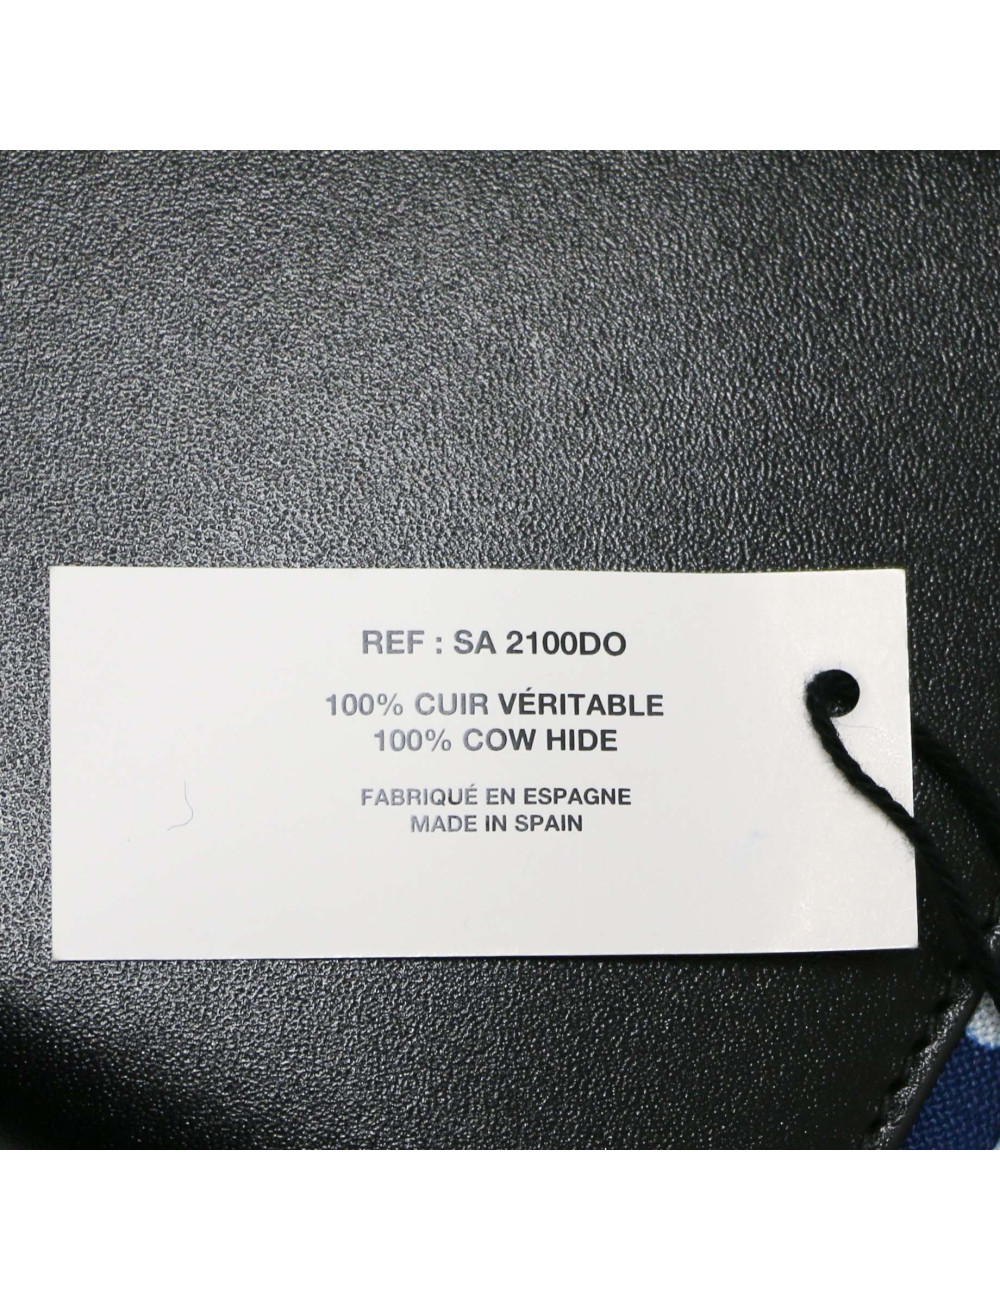 REF : SA 2100DO
100% CUIR VÉRITABLE
100% COW HIDE
FABRIQUÉ EN ESPAGNE
MADE IN SPAIN